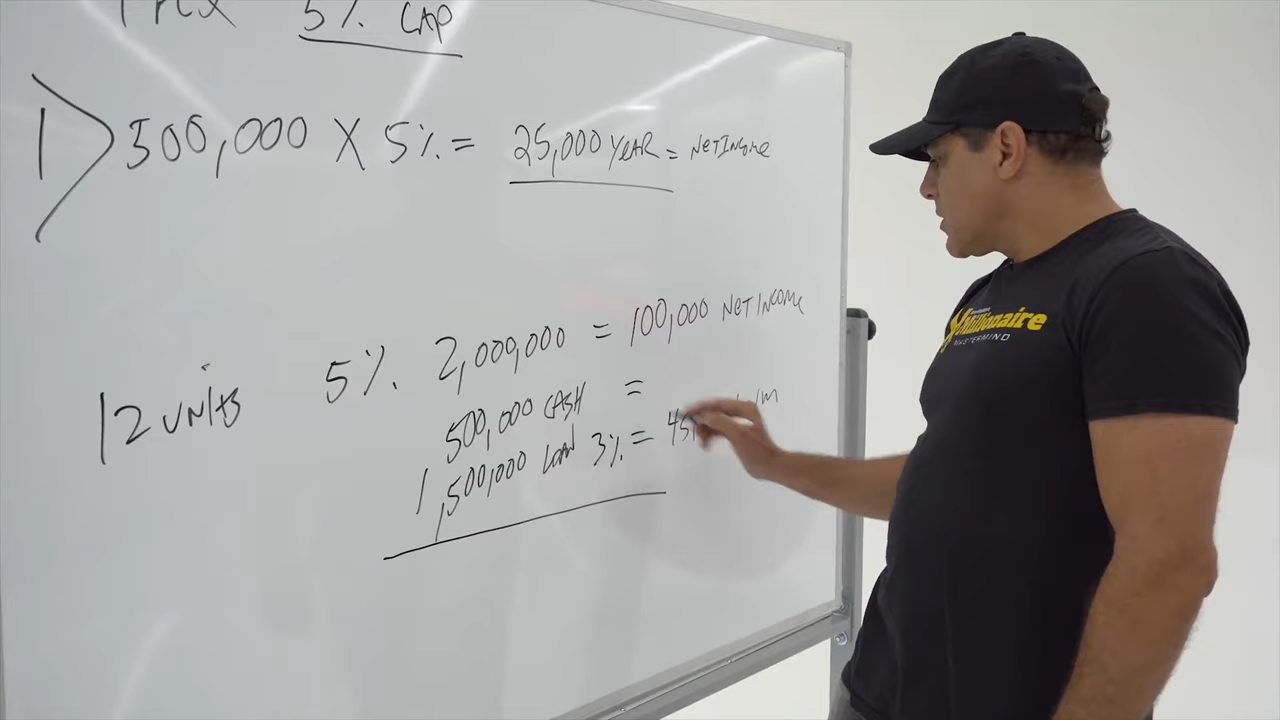 5% CAP
1) 500,000 X 5% = 25,000 YEAR = NET INCOME
12 UNITS 5% 2,000,000 = 100,000 NET INCOME
500,000 CASH =
1,500,000 LOAN 3% =
Millionaire
MASTERMIND